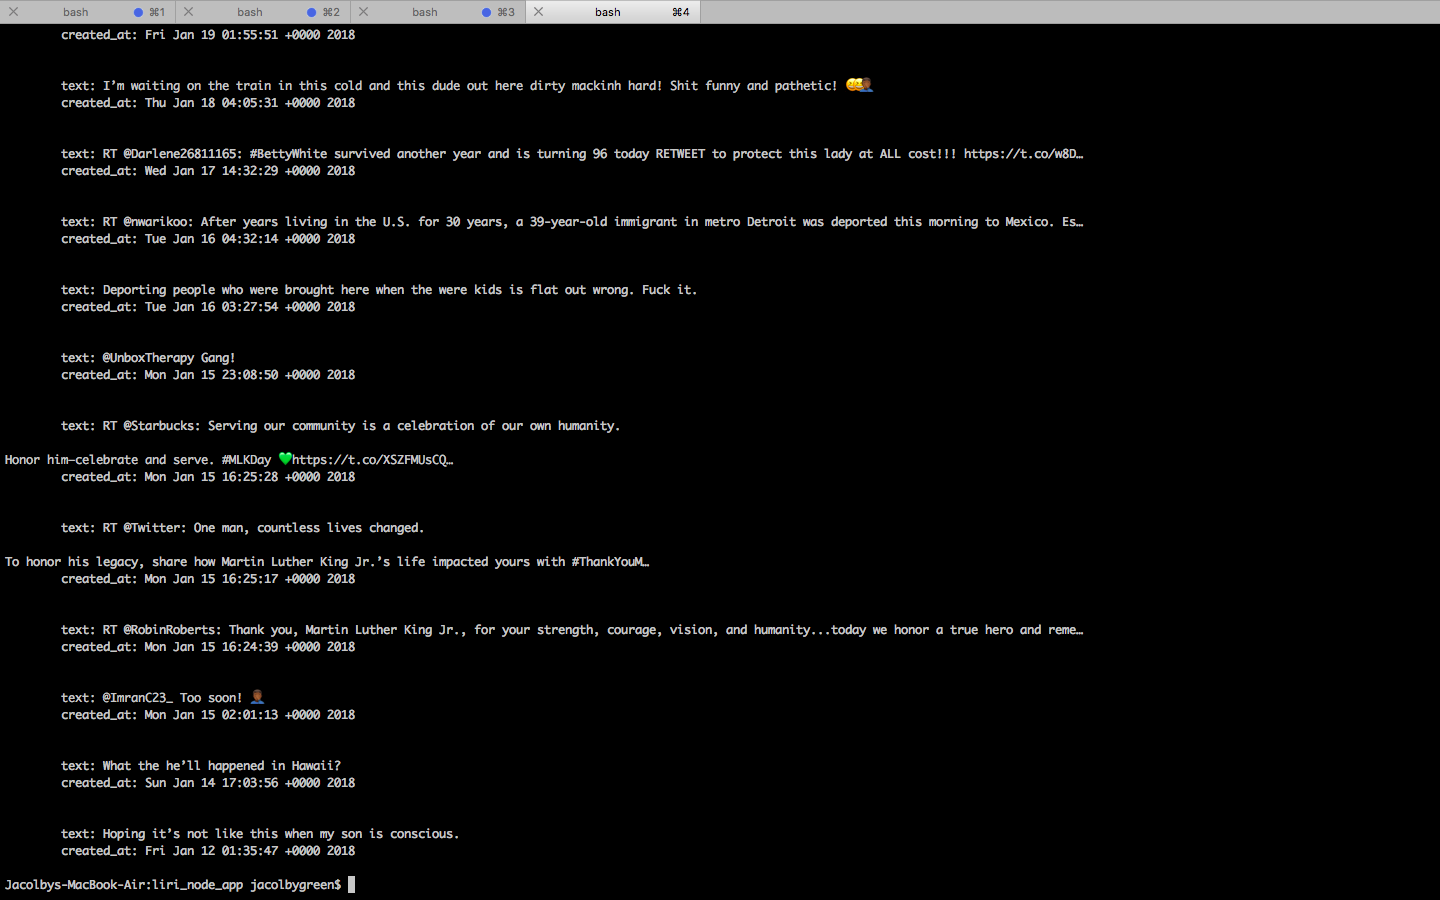 bash ⌘1 bash ⌘2 bash ⌘3 bash ⌘4
created_at: Fri Jan 19 01:55:51 +0000 2018
text: I’m waiting on the train in this cold and this dude out here dirty mackinh hard! Shit funny and pathetic!
created_at: Thu Jan 18 04:05:31 +0000 2018
text: RT @Darlene26811165: #BettyWhite survived another year and is turning 96 today RETWEET to protect this lady at ALL cost!!! https://t.co/w8D…
created_at: Wed Jan 17 14:32:29 +0000 2018
text: RT @nwarikoo: After years living in the U.S. for 30 years, a 39-year-old immigrant in metro Detroit was deported this morning to Mexico. Es…
created_at: Tue Jan 16 04:32:14 +0000 2018
text: Deporting people who were brought here when the were kids is flat out wrong. Fuck it.
created_at: Tue Jan 16 03:27:54 +0000 2018
text: @UnboxTherapy Gang!
created_at: Mon Jan 15 23:08:50 +0000 2018
text: RT @Starbucks: Serving our community is a celebration of our own humanity.
Honor him—celebrate and serve. #MLKDay 💚https://t.co/XSZFMUsCQ…
created_at: Mon Jan 15 16:25:28 +0000 2018
text: RT @Twitter: One man, countless lives changed.
To honor his legacy, share how Martin Luther King Jr.’s life impacted yours with #ThankYouM…
created_at: Mon Jan 15 16:25:17 +0000 2018
text: RT @RobinRoberts: Thank you, Martin Luther King Jr., for your strength, courage, vision, and humanity...today we honor a true hero and reme…
created_at: Mon Jan 15 16:24:39 +0000 2018
text: @ImranC23_ Too soon!
created_at: Mon Jan 15 02:01:13 +0000 2018
text: What the he’ll happened in Hawaii?
created_at: Sun Jan 14 17:03:56 +0000 2018
text: Hoping it’s not like this when my son is conscious.
created_at: Fri Jan 12 01:35:47 +0000 2018
Jacolbys-MacBook-Air:liri_node_app jacolbygreen$